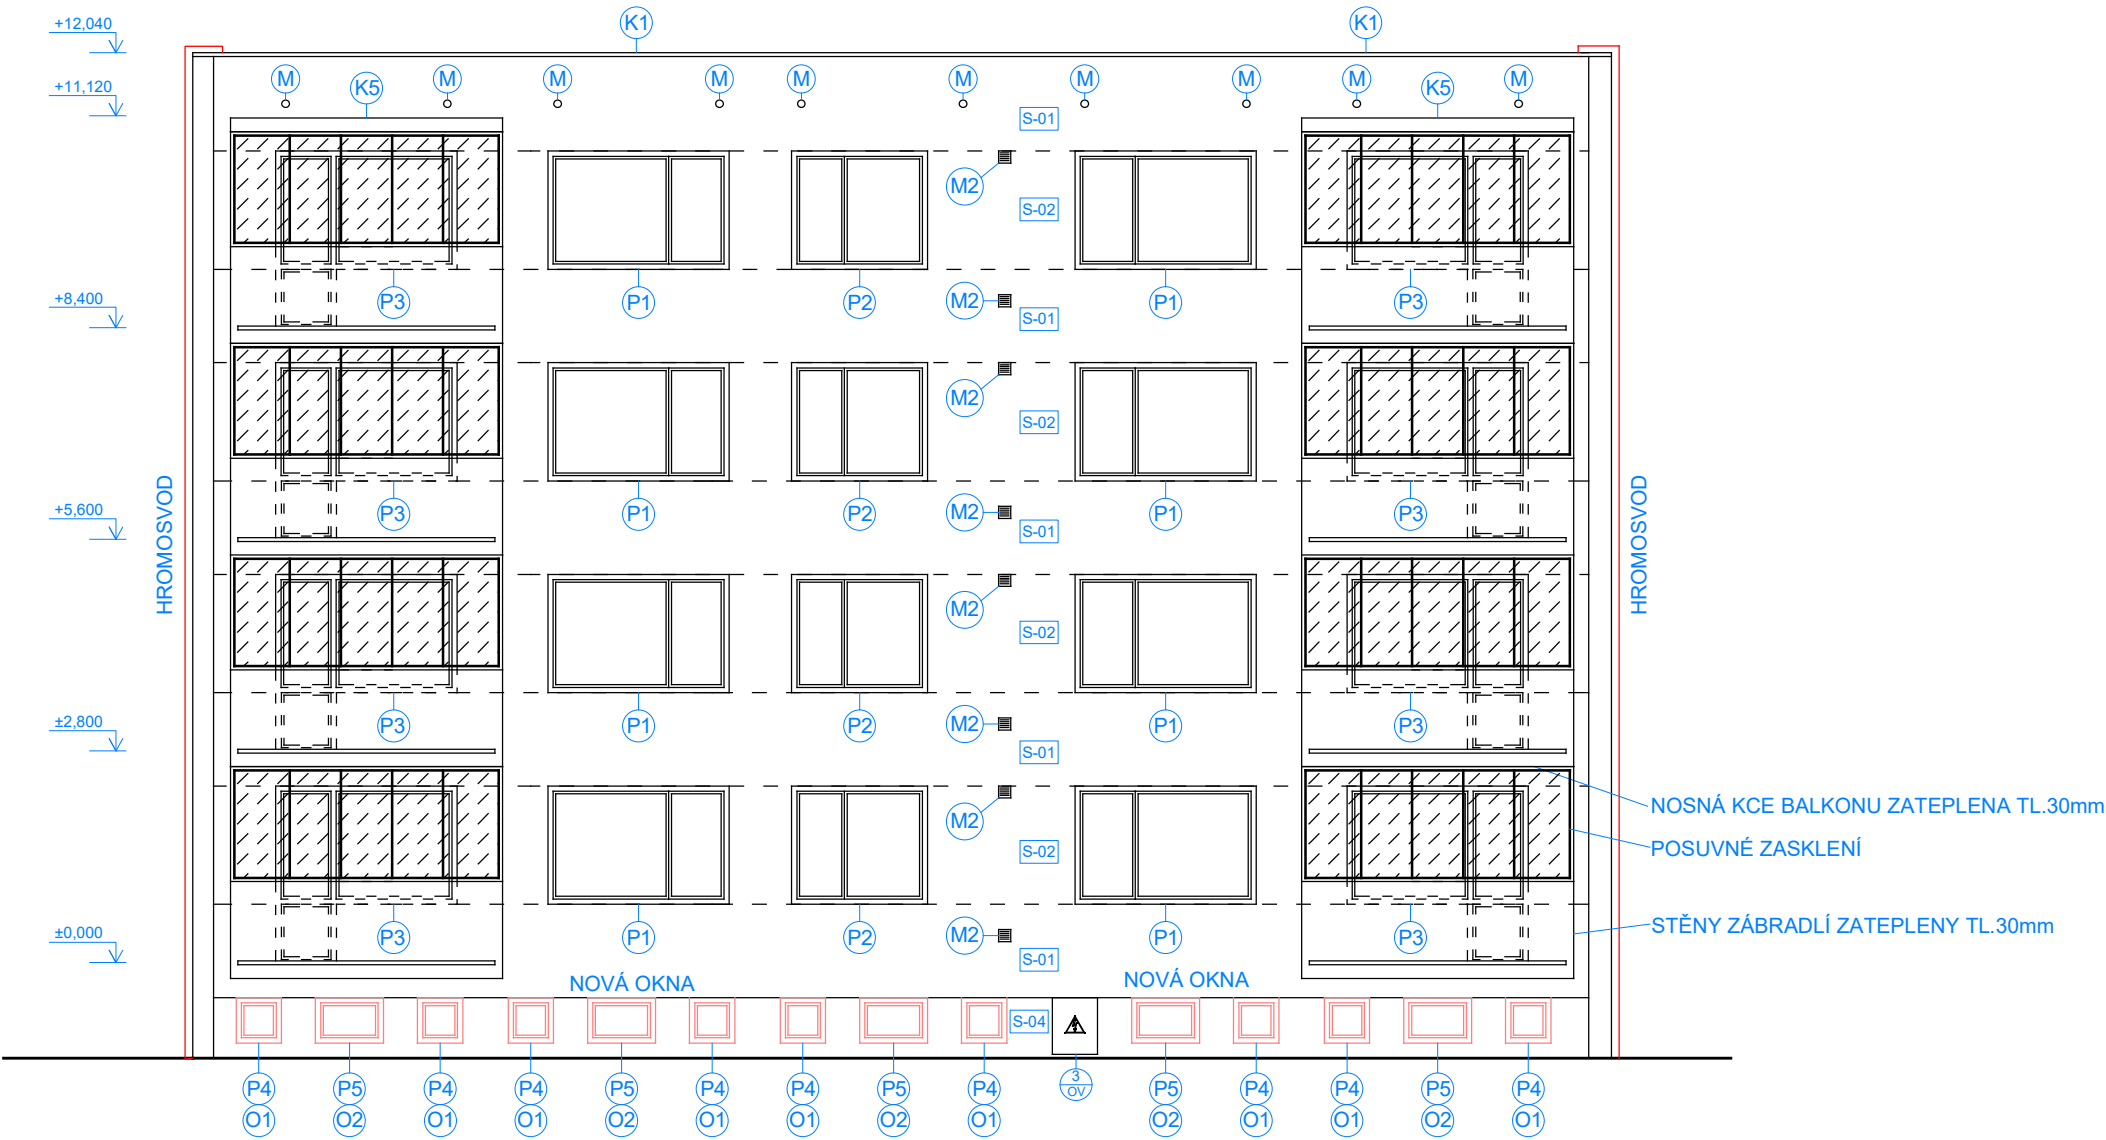 +12,040
K1 K1
+11,120
M K5 M M M M M M M M K5 M
S-01
M2
S-02
+8,400
P3 P1 P2 M2 P1 P3
S-01
M2
S-02
+5,600
P3 P1 P2 M2 P1 P3
S-01
HROMOSVOD
HROMOSVOD
M2
S-02
±2,800
P3 P1 P2 M2 P1 P3
S-01
NOSNÁ KCE BALKONU ZATEPLENA TL.30mm
M2
POSUVNÉ ZASKLENÍ
S-02
±0,000
P3 P1 P2 M2 P1 P3
STĚNY ZÁBRADLÍ ZATEPLENY TL.30mm
S-01
NOVÁ OKNA NOVÁ OKNA
S-04
P4 P5 P4 P4 P5 P4 P4 P5 P4 3 P5 P4 P4 P5 P4
OV
O1 O2 O1 O1 O2 O1 O1 O2 O1 O2 O1 O1 O2 O1